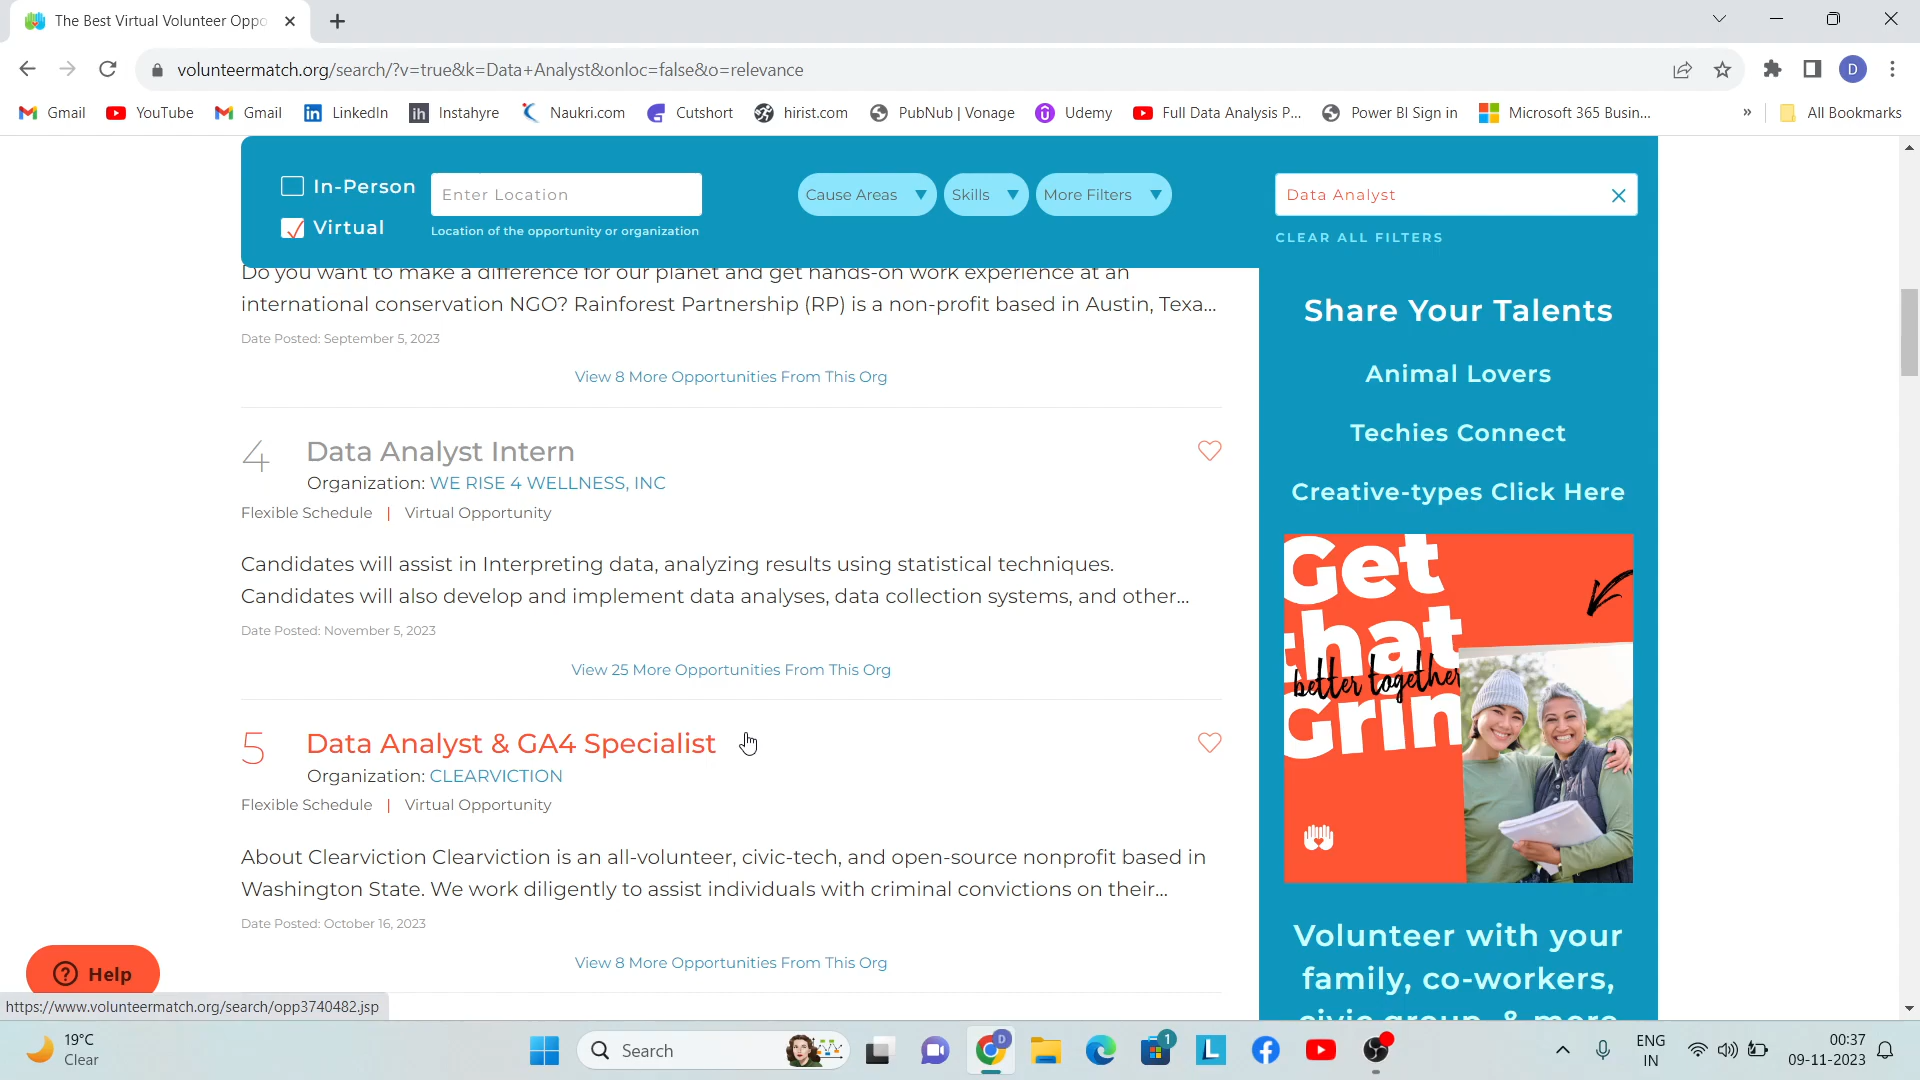 The Best Virtual Volunteer Oppo
volunteermatch.org/search/?v=true&k=Data+Analyst&onloc=false&o=relevance
D
Gmail YouTube Gmail LinkedIn Instahyre Naukri.com Cutshort hirist.com PubNub | Vonage Udemy Full Data Analysis P... Power BI Sign in Microsoft 365 Busin... » All Bookmarks
In-Person
Virtual
Enter Location
Location of the opportunity or organization
Cause Areas Skills More Filters
Data Analyst
CLEAR ALL FILTERS
Do you want to make a difference for our planet and get hands-on work experience at an
international conservation NGO? Rainforest Partnership (RP) is a non-profit based in Austin, Texa...
Date Posted: September 5, 2023
View 8 More Opportunities From This Org
4 Data Analyst Intern
Organization: WE RISE 4 WELLNESS, INC
Flexible Schedule | Virtual Opportunity
Candidates will assist in Interpreting data, analyzing results using statistical techniques.
Candidates will also develop and implement data analyses, data collection systems, and other...
Date Posted: November 5, 2023
View 25 More Opportunities From This Org
5 Data Analyst & GA4 Specialist
Organization: CLEARVICTION
Flexible Schedule | Virtual Opportunity
About Clearviction Clearviction is an all-volunteer, civic-tech, and open-source nonprofit based in
Washington State. We work diligently to assist individuals with criminal convictions on their...
Date Posted: October 16, 2023
View 8 More Opportunities From This Org
Share Your Talents
Animal Lovers
Techies Connect
Creative-types Click Here
Get
that
better together
Grin
Volunteer with your
family, co-workers,
civic group, & more
Help
https://www.volunteermatch.org/search/opp3740482.jsp
19°C
Clear
Search
D
1
L
ENG
IN
00:37
09-11-2023